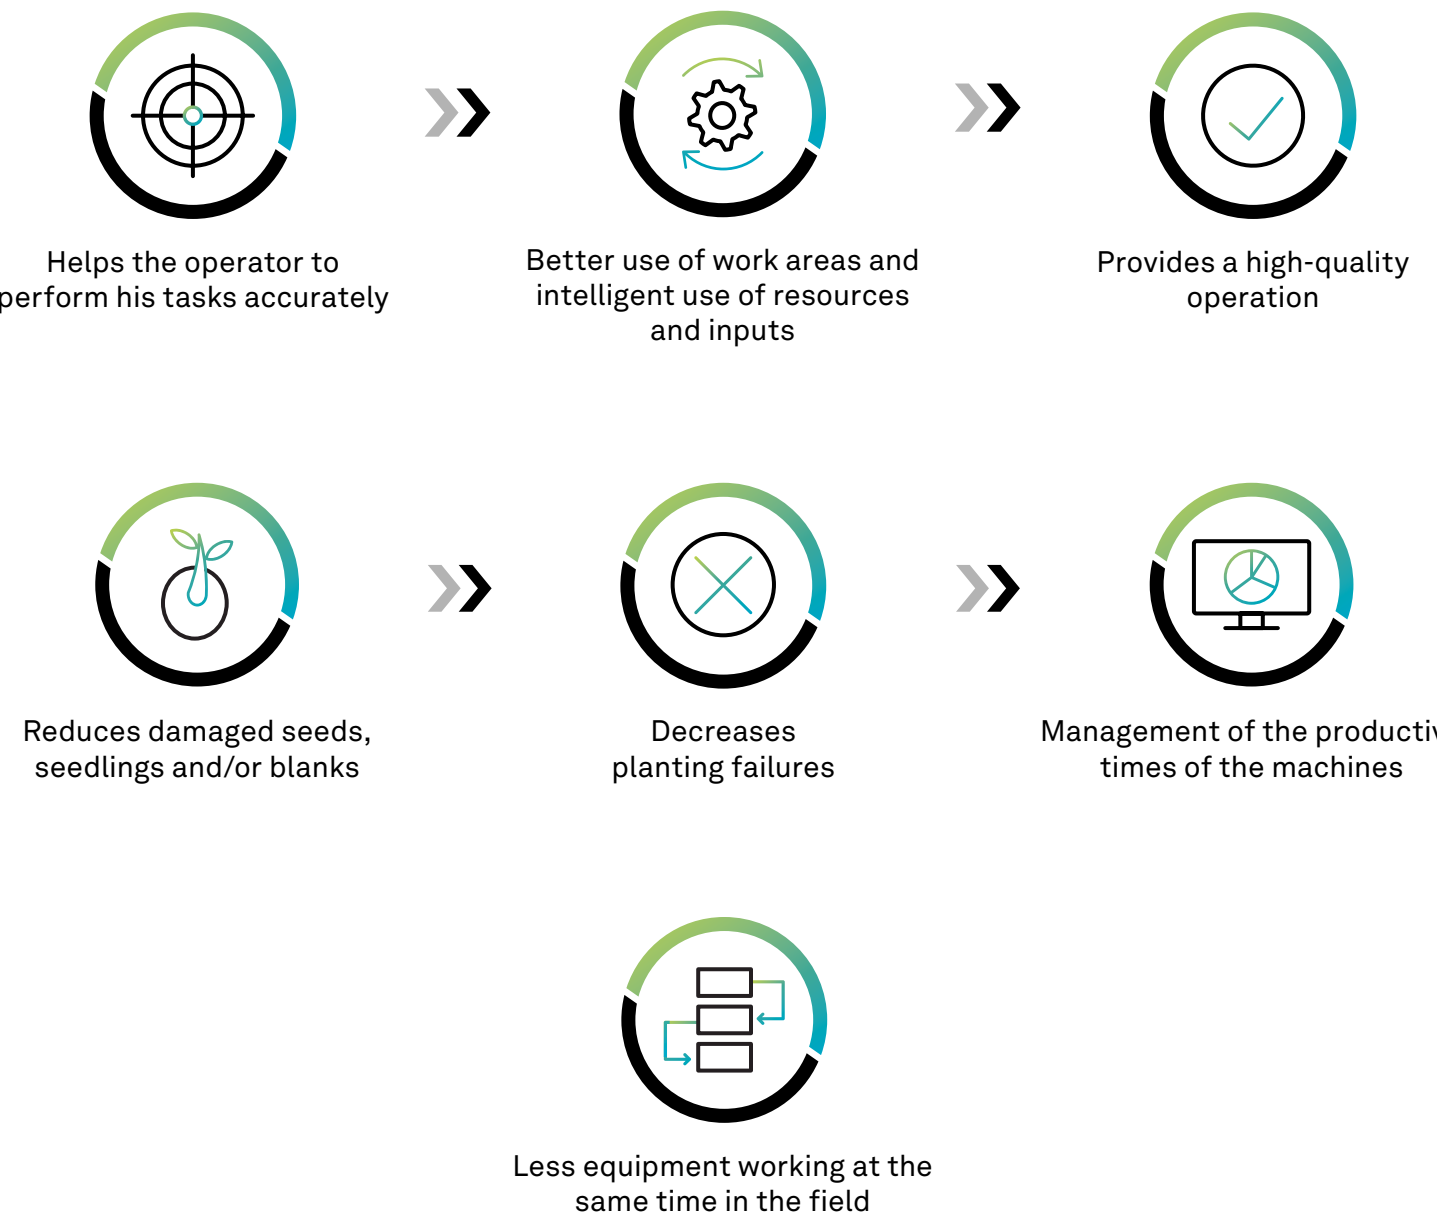 Helps the operator to
perform his tasks accurately
Better use of work areas and
intelligent use of resources
and inputs
Provides a high-quality
operation
Reduces damaged seeds,
seedlings and/or blanks
Decreases
planting failures
Management of the productiv
times of the machines
Less equipment working at the
same time in the field